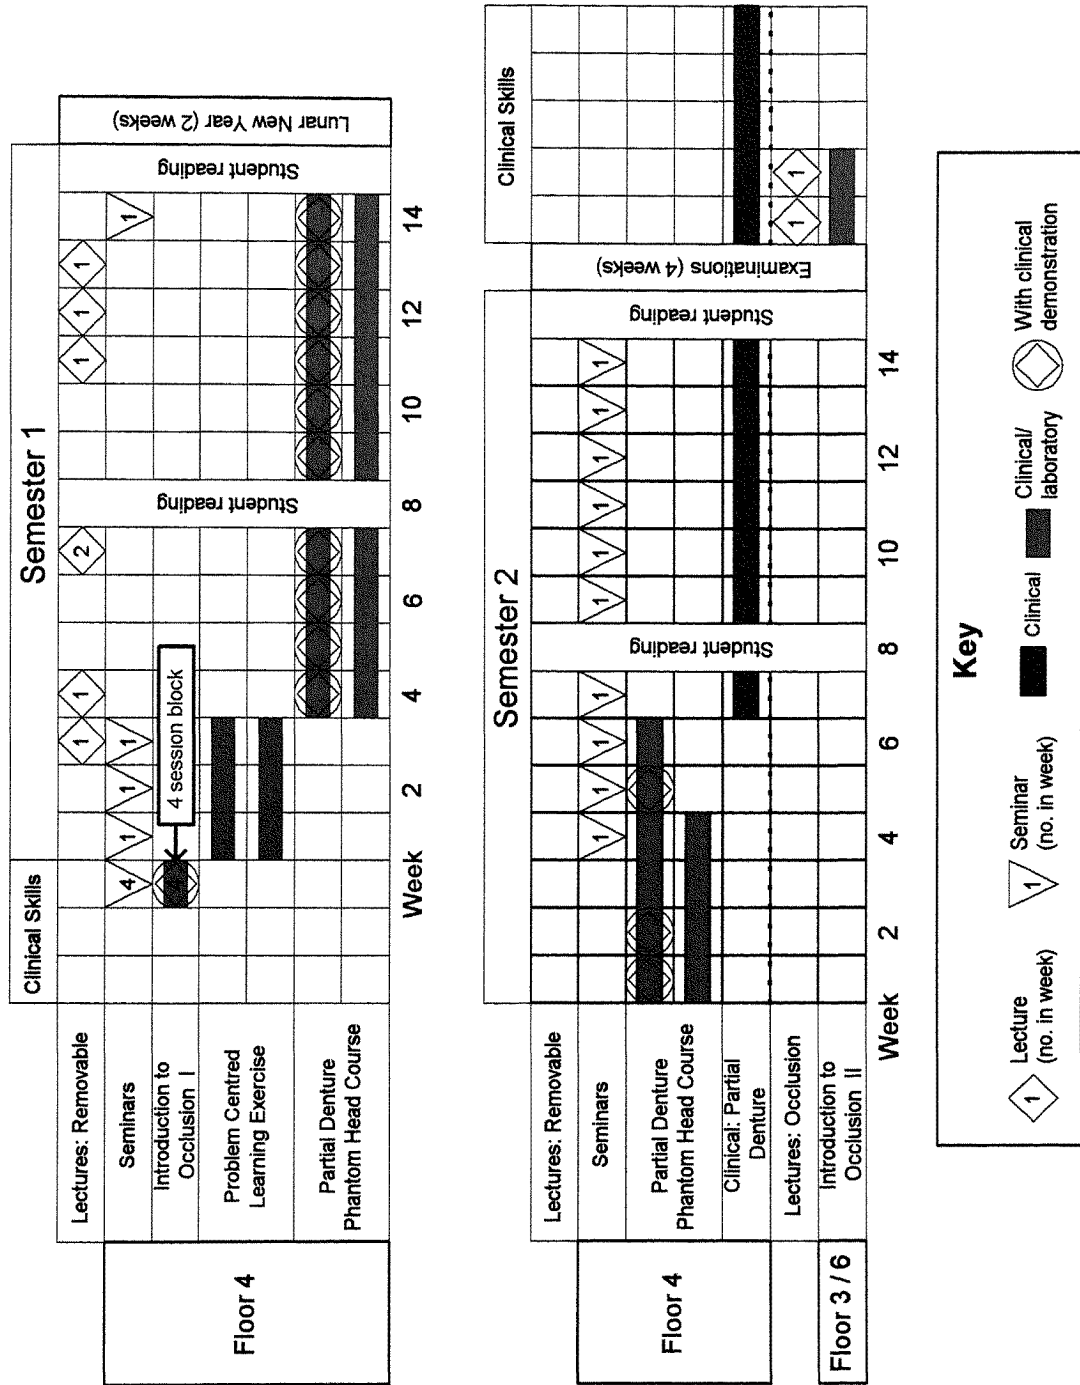 Semester 1
Clinical Skills
Lectures: Removable
1 1 2 1 1 1
Seminars
4 1 1 1 1
Introduction to
Occlusion I
4
4 session block
Problem Centred
Learning Exercise
Partial Denture
Phantom Head Course
Floor 4
Student reading
Student reading
Lunar New Year (2 weeks)
Week 2 4 6 8 10 12 14
Semester 2
Clinical Skills
Lectures: Removable
Seminars
1 1 1 1 1 1 1 1 1 1
Partial Denture
Phantom Head Course
Clinical: Partial
Denture
Floor 4
Lectures: Occlusion
1 1
Introduction to
Occlusion II
Floor 3 / 6
Student reading
Student reading
Examinations (4 weeks)
Week 2 4 6 8 10 12 14
Key
1 Lecture
(no. in week)
1 Seminar
(no. in week)
Clinical
Clinical/
laboratory
With clinical
demonstration